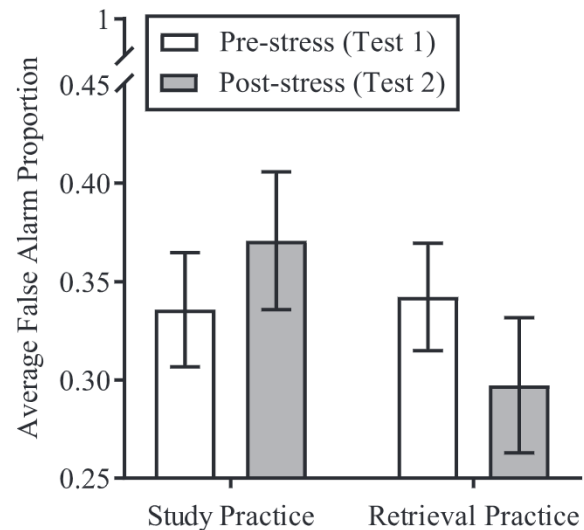 1
Pre-stress (Test 1)
Post-stress (Test 2)
0.45
0.40
0.35
0.30
0.25
Average False Alarm Proportion
Study Practice
Retrieval Practice